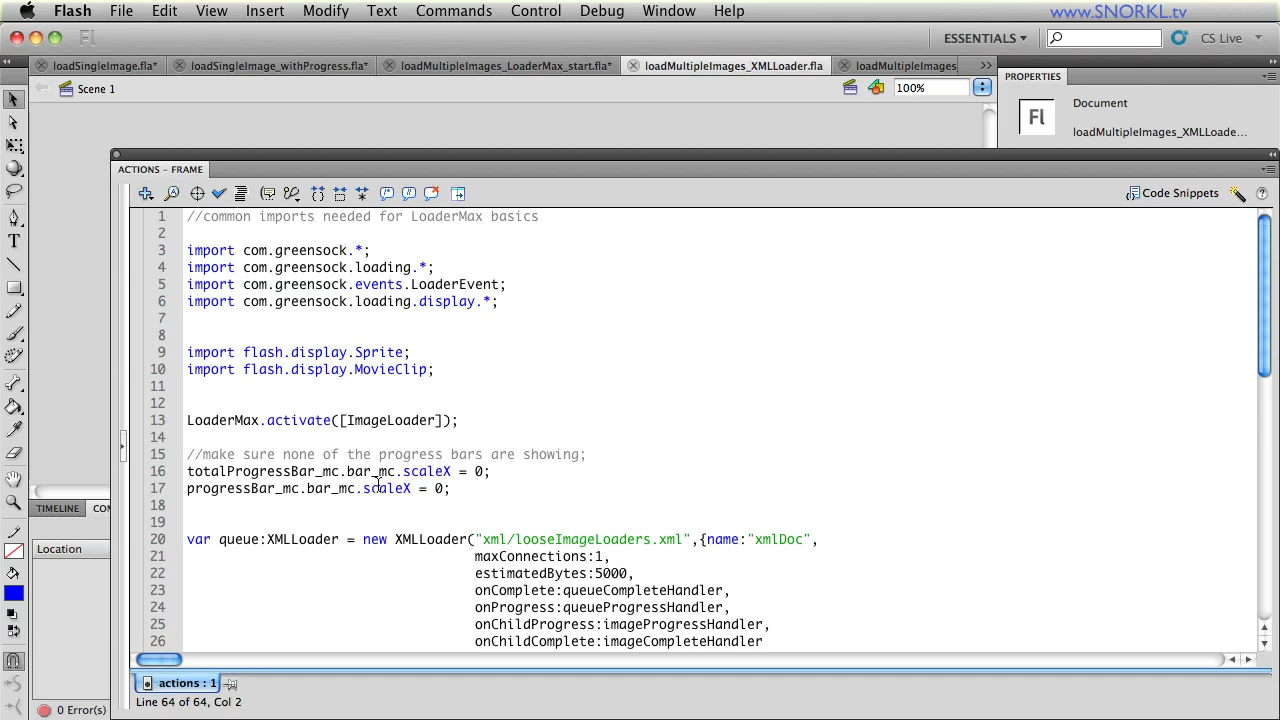 Flash File Edit View Insert Modify Text Commands Control Debug Window Help
www.SNORKL.tv
Fl ESSENTIALS CS Live
loadSingleImage.fla* loadSingleImage_withProgress.fla* loadMultipleImages_LoaderMax_start.fla* loadMultipleImages_XMLLoader.fla loadMultipleImages
PROPERTIES
Scene 1 100%
Fl
Document
loadMultipleImages_XMLLoade...
ACTIONS – FRAME
Code Snippets
1 //common imports needed for LoaderMax basics
2
3 import com.greensock.*;
4 import com.greensock.loading.*;
5 import com.greensock.events.LoaderEvent;
6 import com.greensock.loading.display.*;
7
8
9 import flash.display.Sprite;
10 import flash.display.MovieClip;
11
12
13 LoaderMax.activate([ImageLoader]);
14
15 //make sure none of the progress bars are showing;
16 totalProgressBar_mc.bar_mc.scaleX = 0;
17 progressBar_mc.bar_mc.scaleX = 0;
18
19
20 var queue:XMLLoader = new XMLLoader("xml/looseImageLoaders.xml",{name:"xmlDoc",
21 maxConnections:1,
22 estimatedBytes:5000,
23 onComplete:queueCompleteHandler,
24 onProgress:queueProgressHandler,
25 onChildProgress:imageProgressHandler,
26 onChildComplete:imageCompleteHandler
TIMELINE COM
Location
0 Error(s)
actions : 1
Line 64 of 64, Col 2